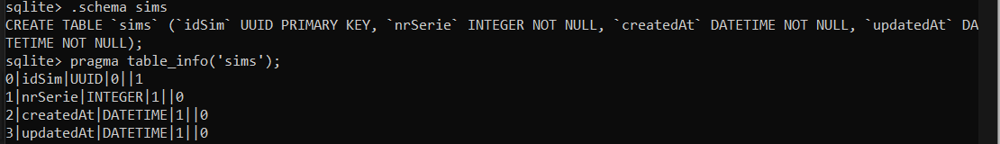 sqlite> .schema sims
CREATE TABLE `sims` (`idSim` UUID PRIMARY KEY, `nrSerie` INTEGER NOT NULL, `createdAt` DATETIME NOT NULL, `updatedAt` DA
TETIME NOT NULL);
sqlite> pragma table_info('sims');
0|idSim|UUID|0||1
1|nrSerie|INTEGER|1||0
2|createdAt|DATETIME|1||0
3|updatedAt|DATETIME|1||0